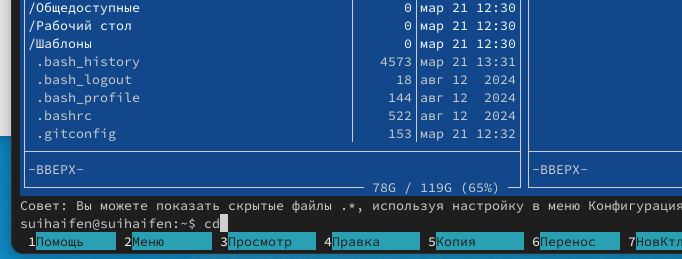 /Общедоступные 0 мар 21 12:30
/Рабочий стол 0 мар 21 12:30
/Шаблоны 0 мар 21 12:30
.bash_history 4573 мар 21 13:31
.bash_logout 18 авг 12 2024
.bash_profile 144 авг 12 2024
.bashrc 522 авг 12 2024
.gitconfig 153 мар 21 12:32
-ВВЕРХ- -ВВЕРХ-
78G / 119G (65%)
Совет: Вы можете показать скрытые файлы .*, используя настройку в меню Конфигурация
suihaifen@suihaifen:~$ cd
1Помощь 2Меню 3Просмотр 4Правка 5Копия 6Перенос 7НовКтл